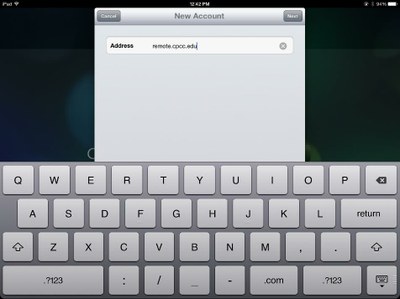 iPad 12:42 PM 94%
Cancel New Account Next
Address remote.cpcc.edu
Q W E R T Y U I O P
A S D F G H J K L return
Z X C V B N M , .
.?123 : / _ - .com .?123